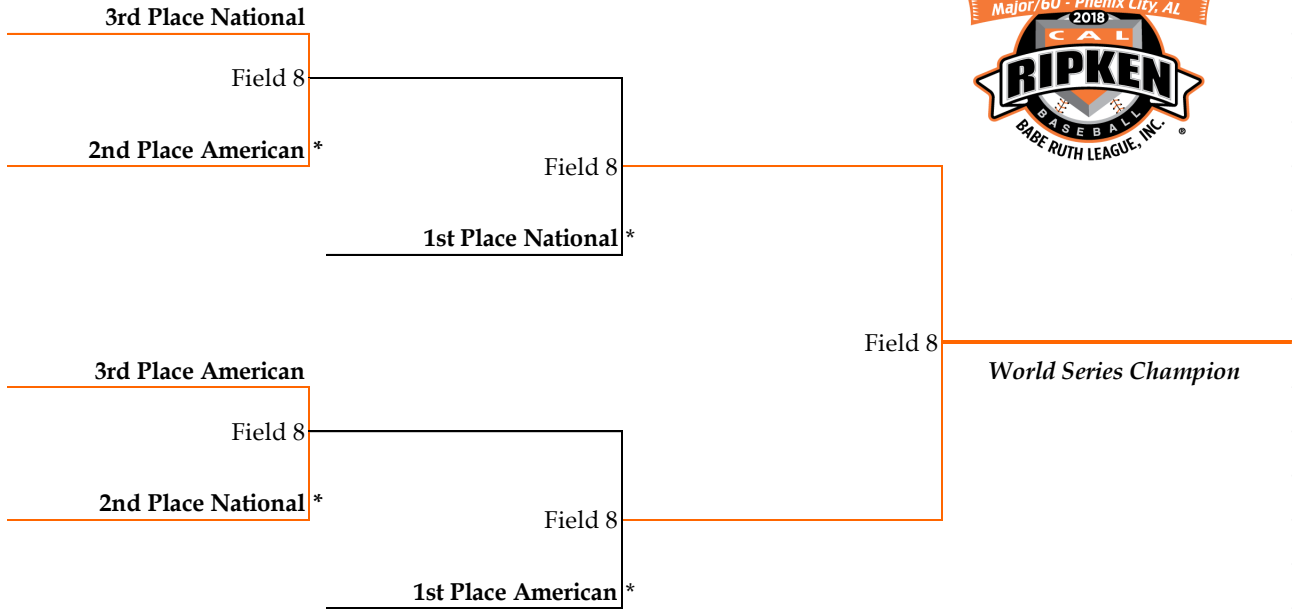 3rd Place National
Field 8
2nd Place American *
Field 8
1st Place National *
3rd Place American
Field 8
2nd Place National *
Field 8
1st Place American *
Field 8
World Series Champion
Major/60 - Phenix City, AL
2018
CAL
RIPKEN
BASEBALL
BABE RUTH LEAGUE, INC. ®